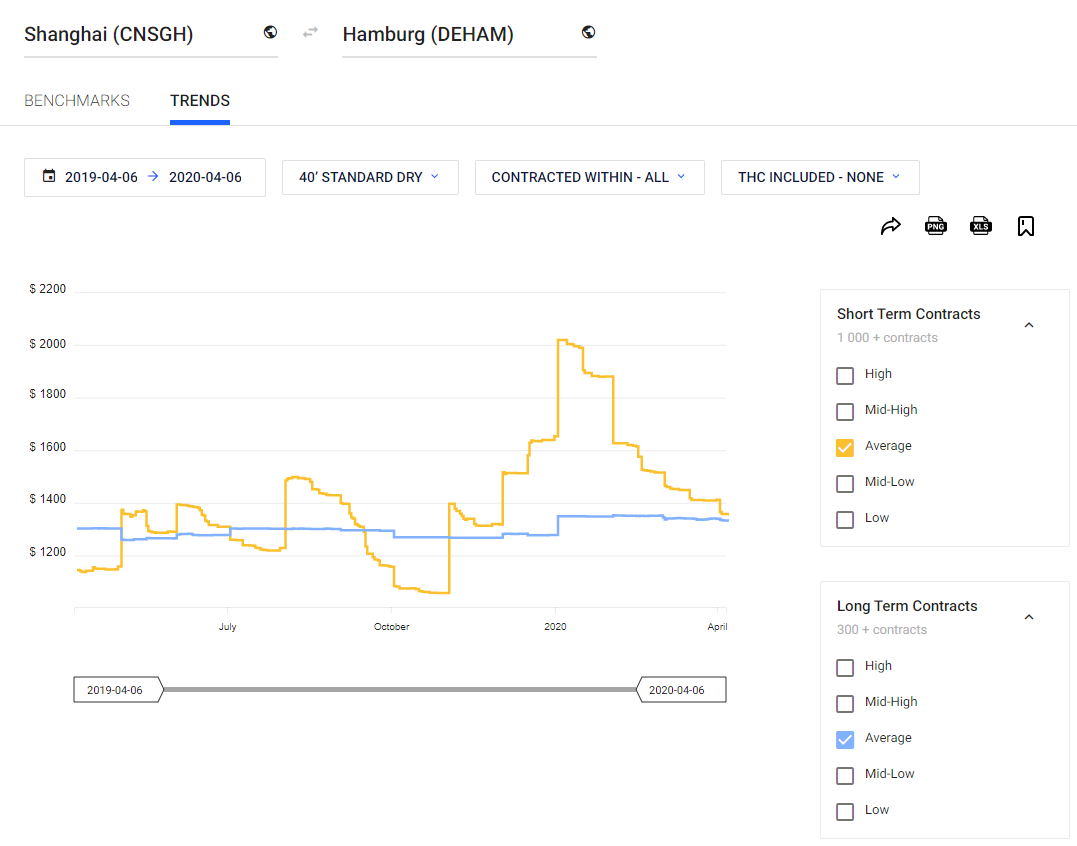 Shanghai (CNSGH) Hamburg (DEHAM)
BENCHMARKS TRENDS
2019-04-06 → 2020-04-06 40’ STANDARD DRY CONTRACTED WITHIN - ALL THC INCLUDED - NONE
PNG XLS
$ 2200
$ 2000
$ 1800
$ 1600
$ 1400
$ 1200
July October 2020 April
2019-04-06 2020-04-06
Short Term Contracts
1 000 + contracts
High
Mid-High
Average
Mid-Low
Low
Long Term Contracts
300 + contracts
High
Mid-High
Average
Mid-Low
Low